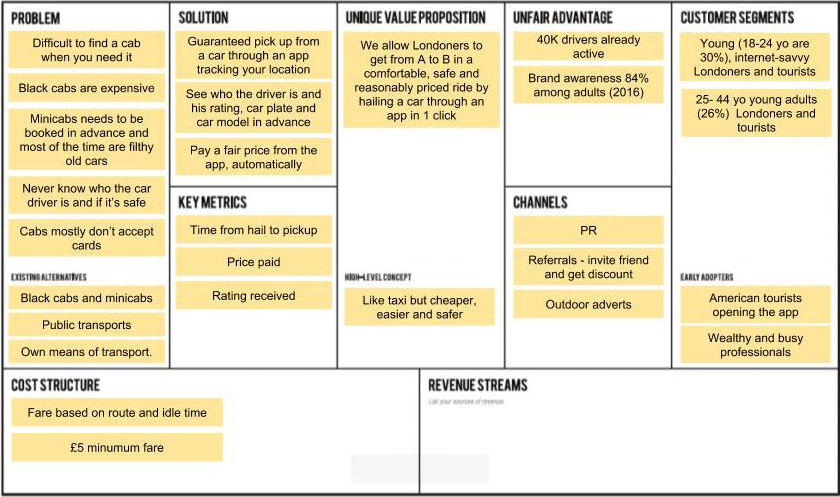 PROBLEM
Difficult to find a cab
when you need it
Black cabs are expensive
Minicabs needs to be
booked in advance and
most of the time are filthy
old cars
Never know who the car
driver is and if it's safe
Cabs mostly don't accept
cards
EXISTING ALTERNATIVES
Black cabs and minicabs
Public transports
Own means of transport.
SOLUTION
Guaranteed pick up from
a car through an app
tracking your location
See who the driver is and
his rating, car plate and
car model in advance
Pay a fair price from the
app, automatically
KEY METRICS
Time from hail to pickup
Price paid
Rating received
UNIQUE VALUE PROPOSITION
We allow Londoners to
get from A to B in a
comfortable, safe and
reasonably priced ride by
hailing a car through an
app in 1 click
HIGH-LEVEL CONCEPT
Like taxi but cheaper,
easier and safer
UNFAIR ADVANTAGE
40K drivers already
active
Brand awareness 84%
among adults (2016)
CHANNELS
PR
Referrals - invite friend
and get discount
Outdoor adverts
CUSTOMER SEGMENTS
Young (18-24 yo are
30%), internet-savvy
Londoners and tourists
25- 44 yo young adults
(26%) Londoners and
tourists
EARLY ADOPTERS
American tourists
opening the app
Wealthy and busy
professionals
COST STRUCTURE
Fare based on route and idle time
£5 minumum fare
REVENUE STREAMS
List your sources of revenue.